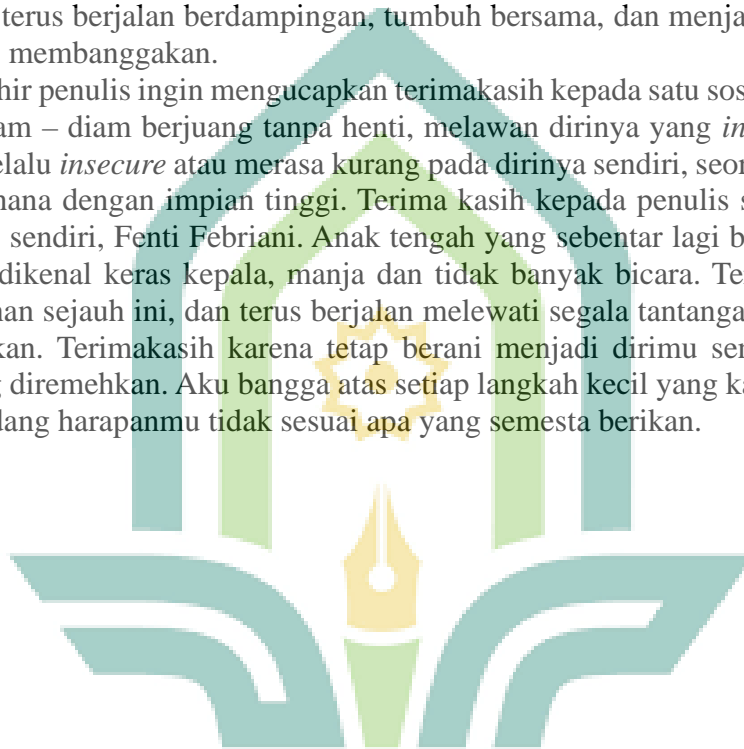 terus berjalan berdampingan, tumbuh bersama, dan menja
membanggakan.
hir penulis ingin mengucapkan terimakasih kepada satu sos
am – diam berjuang tanpa henti, melawan dirinya yang in
elalu insecure atau merasa kurang pada dirinya sendiri, seor
hana dengan impian tinggi. Terima kasih kepada penulis s
sendiri, Fenti Febriani. Anak tengah yang sebentar lagi b
dikenal keras kepala, manja dan tidak banyak bicara. Ter
han sejauh ini, dan terus berjalan melewati segala tantanga
kan. Terimakasih karena tetap berani menjadi dirimu sen
g diremehkan. Aku bangga atas setiap langkah kecil yang ka
dang harapanmu tidak sesuai apa yang semesta berikan.